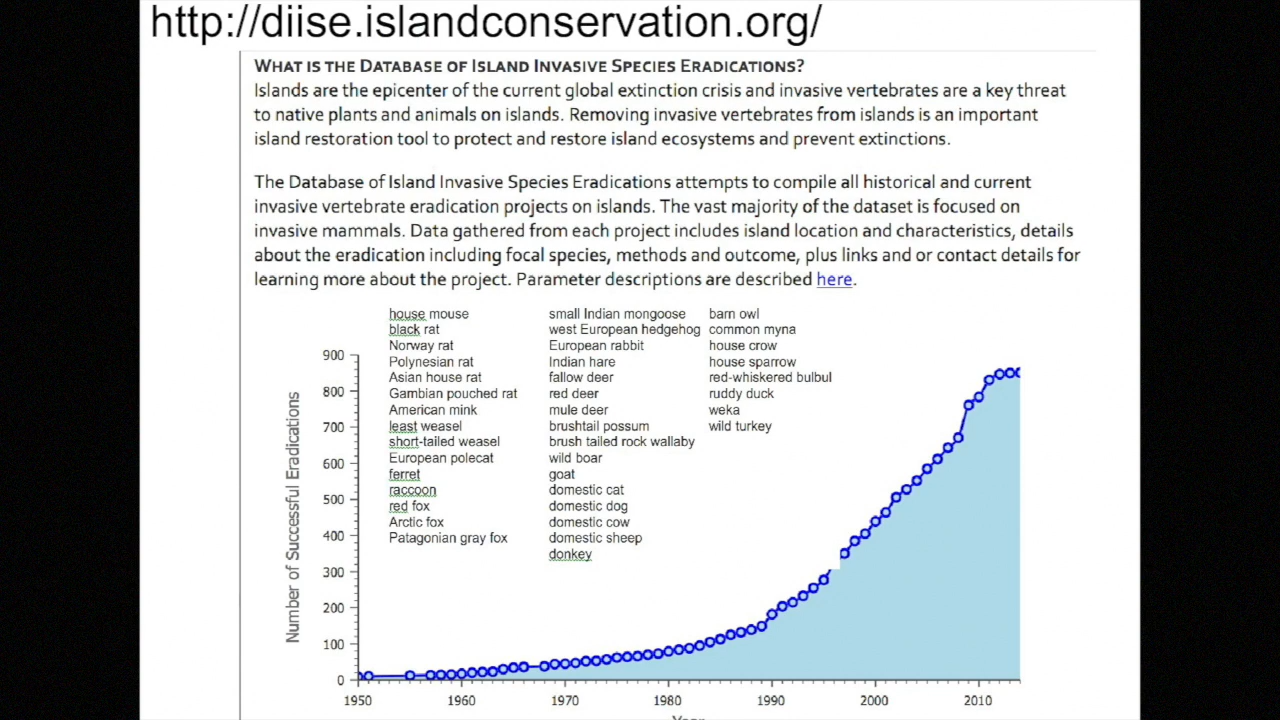 http://diise.islandconservation.org/
WHAT IS THE DATABASE OF ISLAND INVASIVE SPECIES ERADICATIONS?
Islands are the epicenter of the current global extinction crisis and invasive vertebrates are a key threat
to native plants and animals on islands. Removing invasive vertebrates from islands is an important
island restoration tool to protect and restore island ecosystems and prevent extinctions.
The Database of Island Invasive Species Eradications attempts to compile all historical and current
invasive vertebrate eradication projects on islands. The vast majority of the dataset is focused on
invasive mammals. Data gathered from each project includes island location and characteristics, details
about the eradication including focal species, methods and outcome, plus links and or contact details for
learning more about the project. Parameter descriptions are described here.
house mouse
black rat
Norway rat
Polynesian rat
Asian house rat
Gambian pouched rat
American mink
least weasel
short-tailed weasel
European polecat
ferret
raccoon
red fox
Arctic fox
Patagonian gray fox
small Indian mongoose
west European hedgehog
European rabbit
Indian hare
fallow deer
red deer
mule deer
brushtail possum
brush tailed rock wallaby
wild boar
goat
domestic cat
domestic dog
domestic cow
domestic sheep
donkey
barn owl
common myna
house crow
house sparrow
red-whiskered bulbul
ruddy duck
weka
wild turkey
Number of Successful Eradications
900
800
700
600
500
400
300
200
100
0
1950
1960
1970
1980
1990
2000
2010